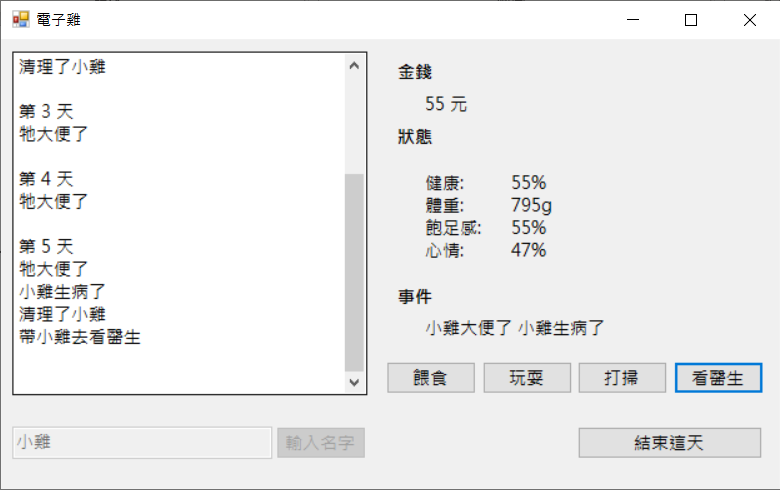 電子雞
清理了小雞
第 3 天
牠大便了
第 4 天
牠大便了
第 5 天
牠大便了
小雞生病了
清理了小雞
帶小雞去看醫生
小雞
輸入名字
金錢
55 元
狀態
健康: 55%
體重: 795g
飽足感: 55%
心情: 47%
事件
小雞大便了 小雞生病了
餵食 玩耍 打掃 看醫生
結束這天